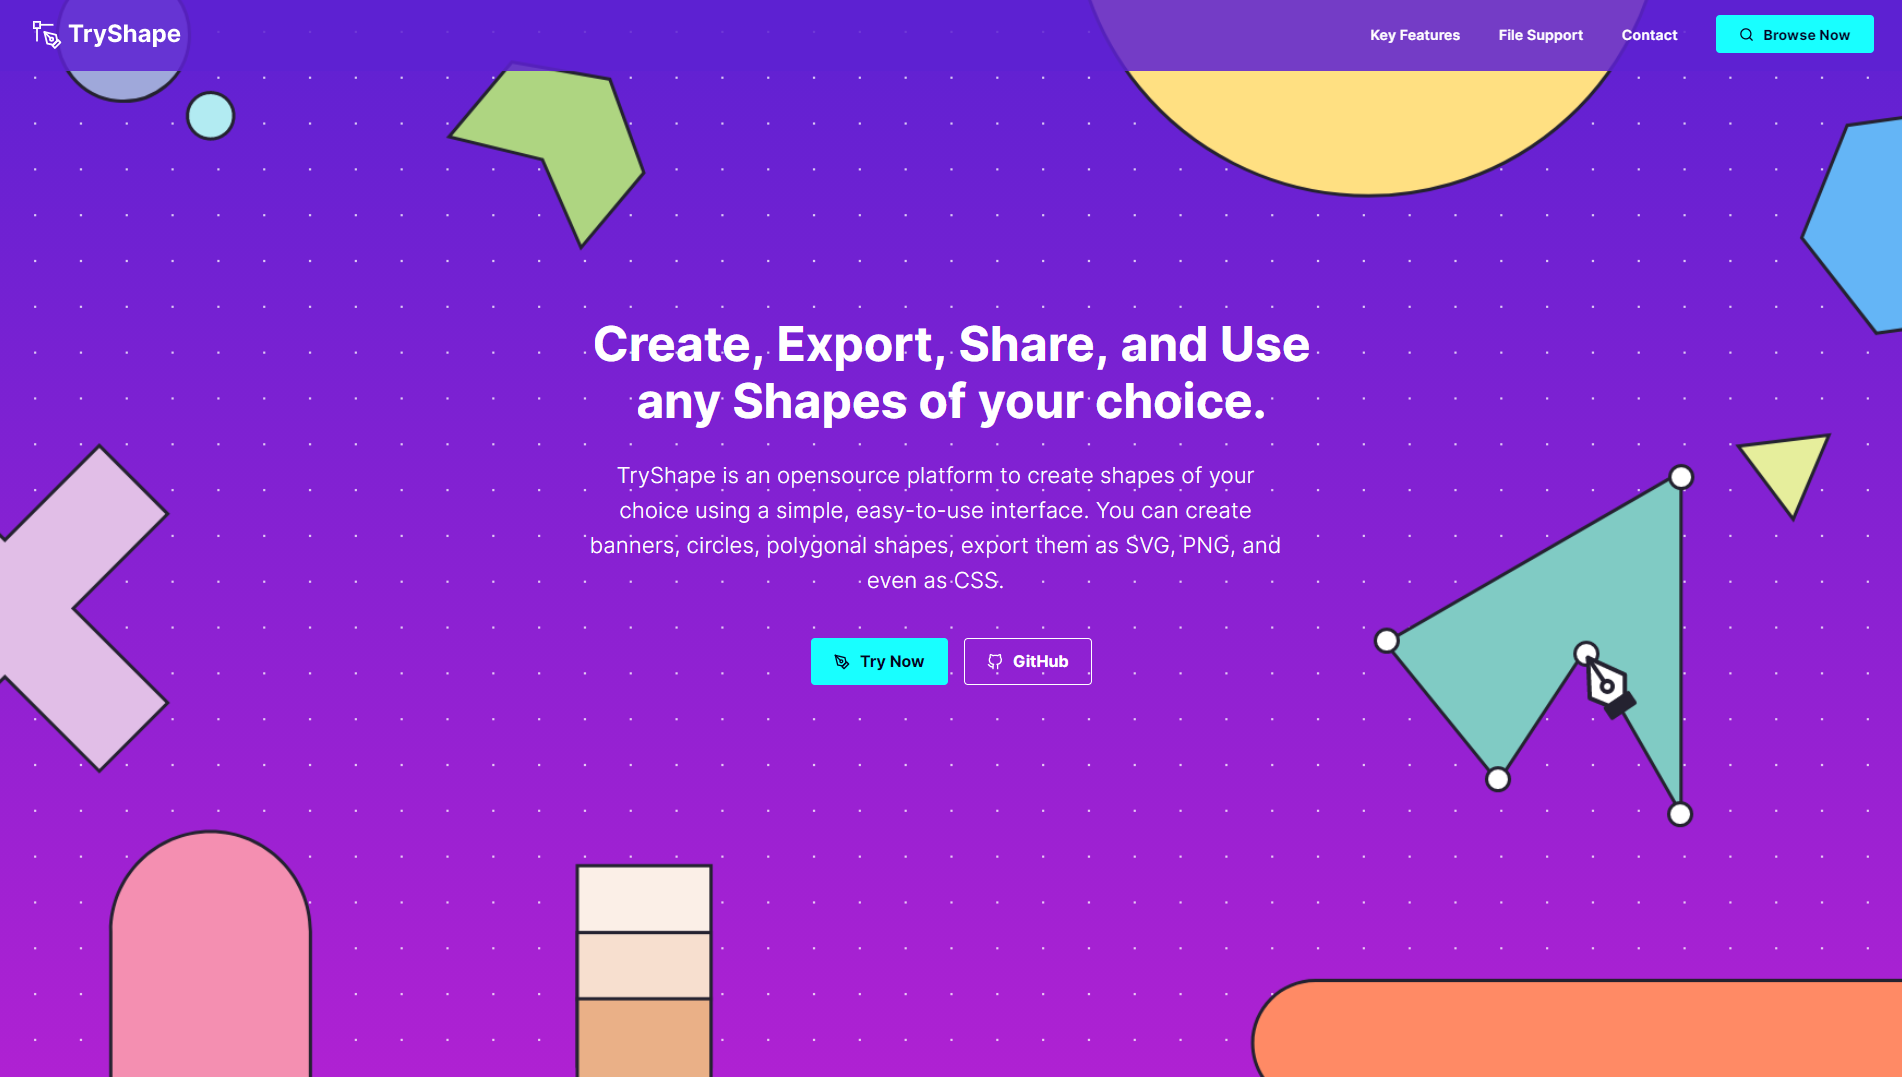 TryShape
Key Features
File Support
Contact
Browse Now
Create, Export, Share, and Use
any Shapes of your choice.
TryShape is an opensource platform to create shapes of your
choice using a simple, easy-to-use interface. You can create
banners, circles, polygonal shapes, export them as SVG, PNG, and
even as CSS.
Try Now
GitHub